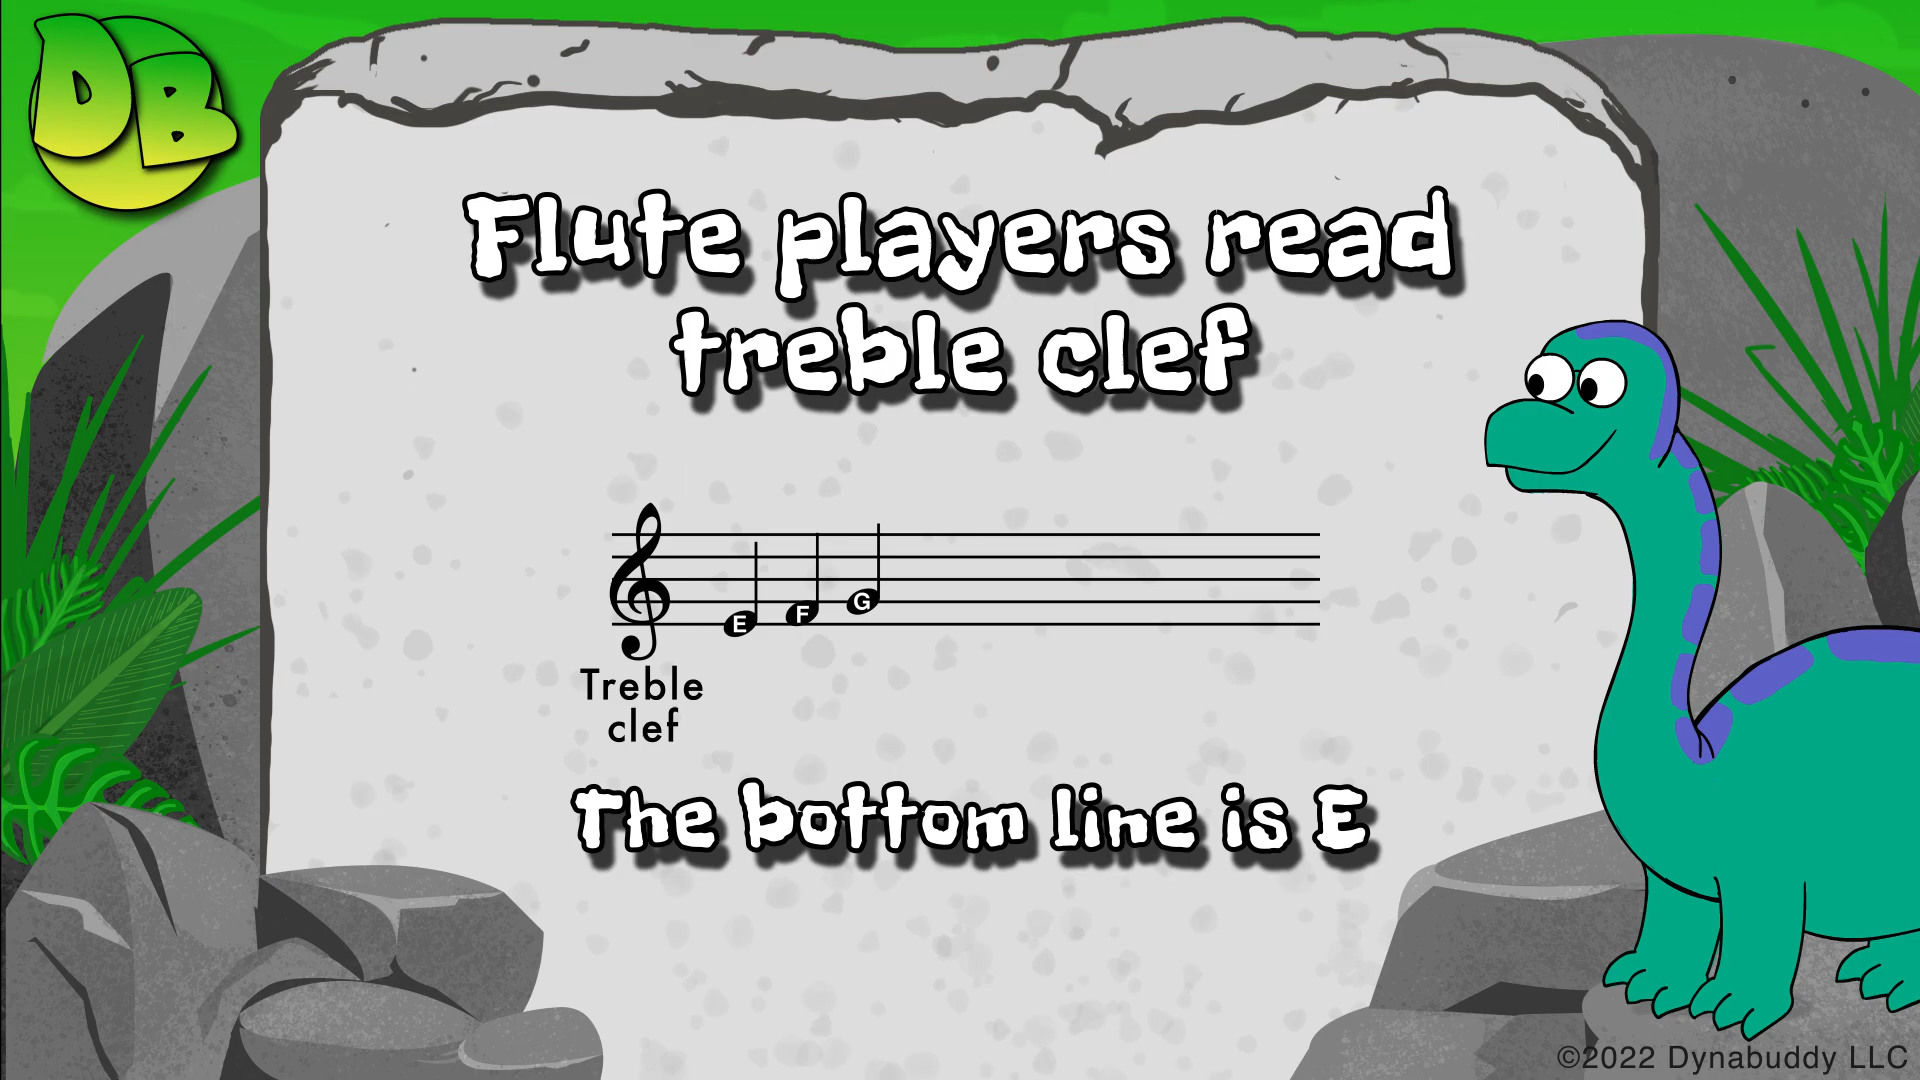 DB
Flute players read
treble clef
E F G
Treble
clef
The bottom line is E
©2022 Dynabuddy LLC